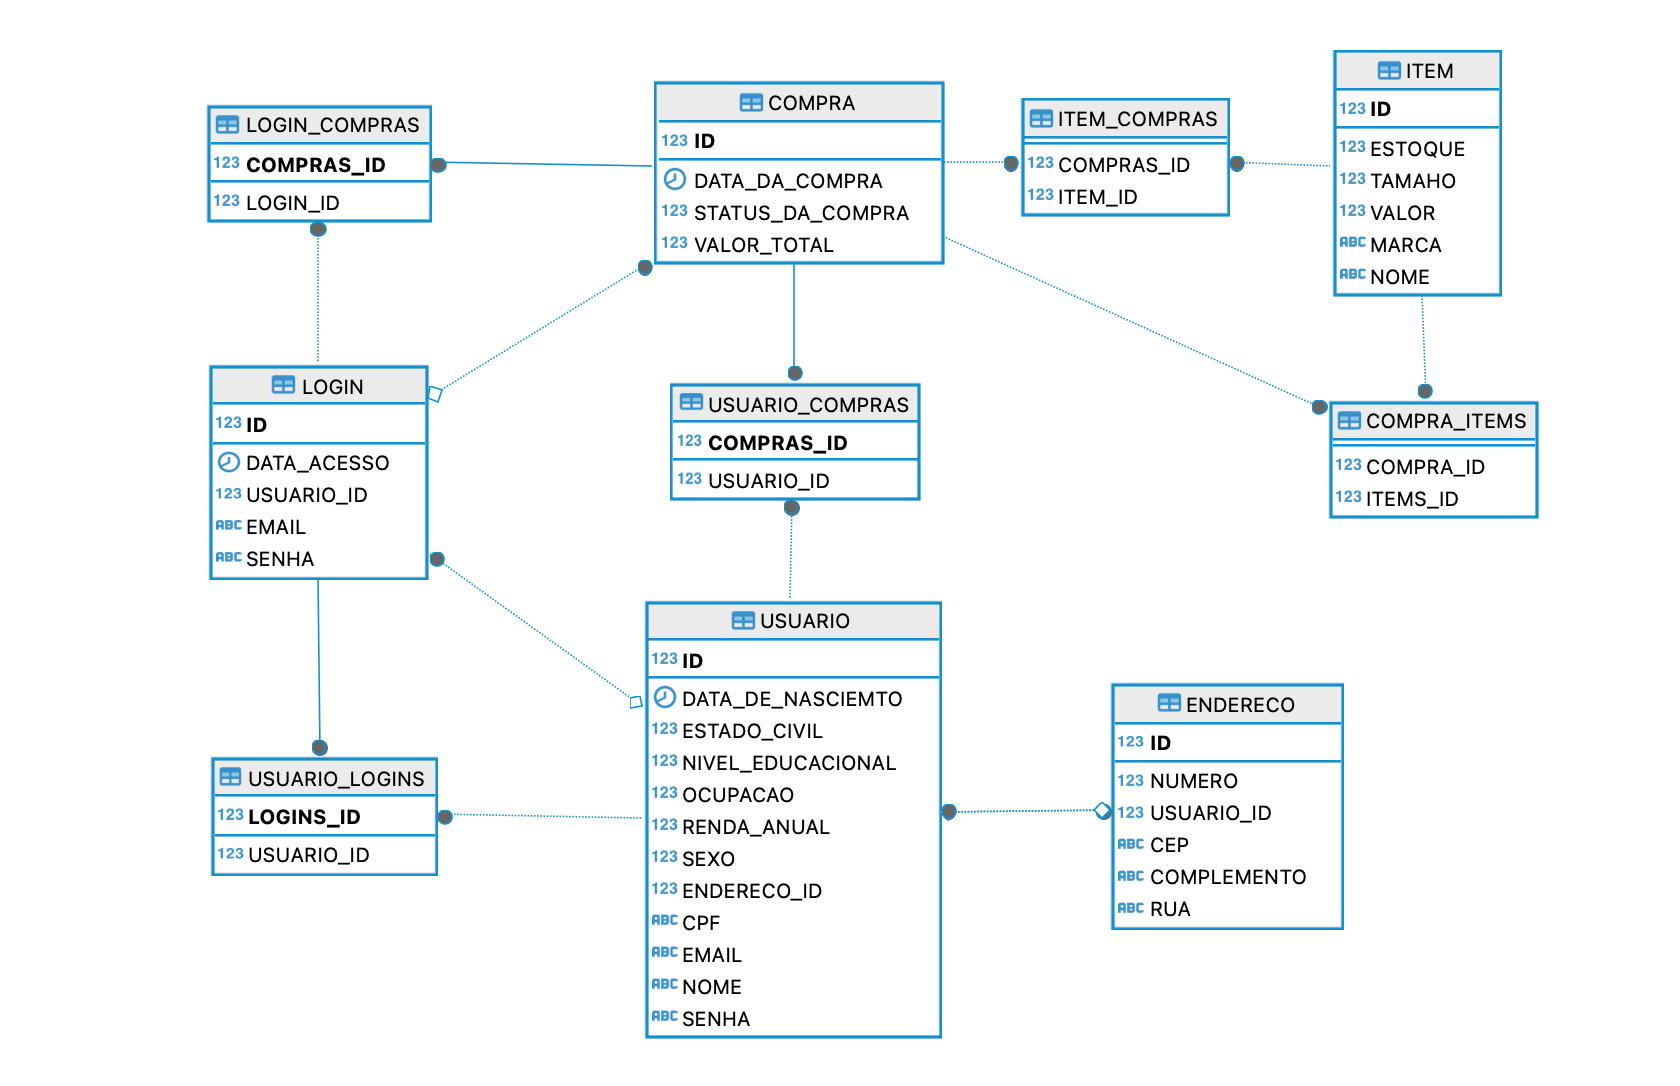 LOGIN_COMPRAS
123 COMPRAS_ID
123 LOGIN_ID
COMPRA
123 ID
DATA_DA_COMPRA
123 STATUS_DA_COMPRA
123 VALOR_TOTAL
ITEM_COMPRAS
123 COMPRAS_ID
123 ITEM_ID
ITEM
123 ID
123 ESTOQUE
123 TAMAHO
123 VALOR
ABC MARCA
ABC NOME
LOGIN
123 ID
DATA_ACESSO
123 USUARIO_ID
ABC EMAIL
ABC SENHA
USUARIO_COMPRAS
123 COMPRAS_ID
123 USUARIO_ID
COMPRA_ITEMS
123 COMPRA_ID
123 ITEMS_ID
USUARIO_LOGINS
123 LOGINS_ID
123 USUARIO_ID
USUARIO
123 ID
DATA_DE_NASCIEMTO
123 ESTADO_CIVIL
123 NIVEL_EDUCACIONAL
123 OCUPACAO
123 RENDA_ANUAL
123 SEXO
123 ENDERECO_ID
ABC CPF
ABC EMAIL
ABC NOME
ABC SENHA
ENDERECO
123 ID
123 NUMERO
123 USUARIO_ID
ABC CEP
ABC COMPLEMENTO
ABC RUA